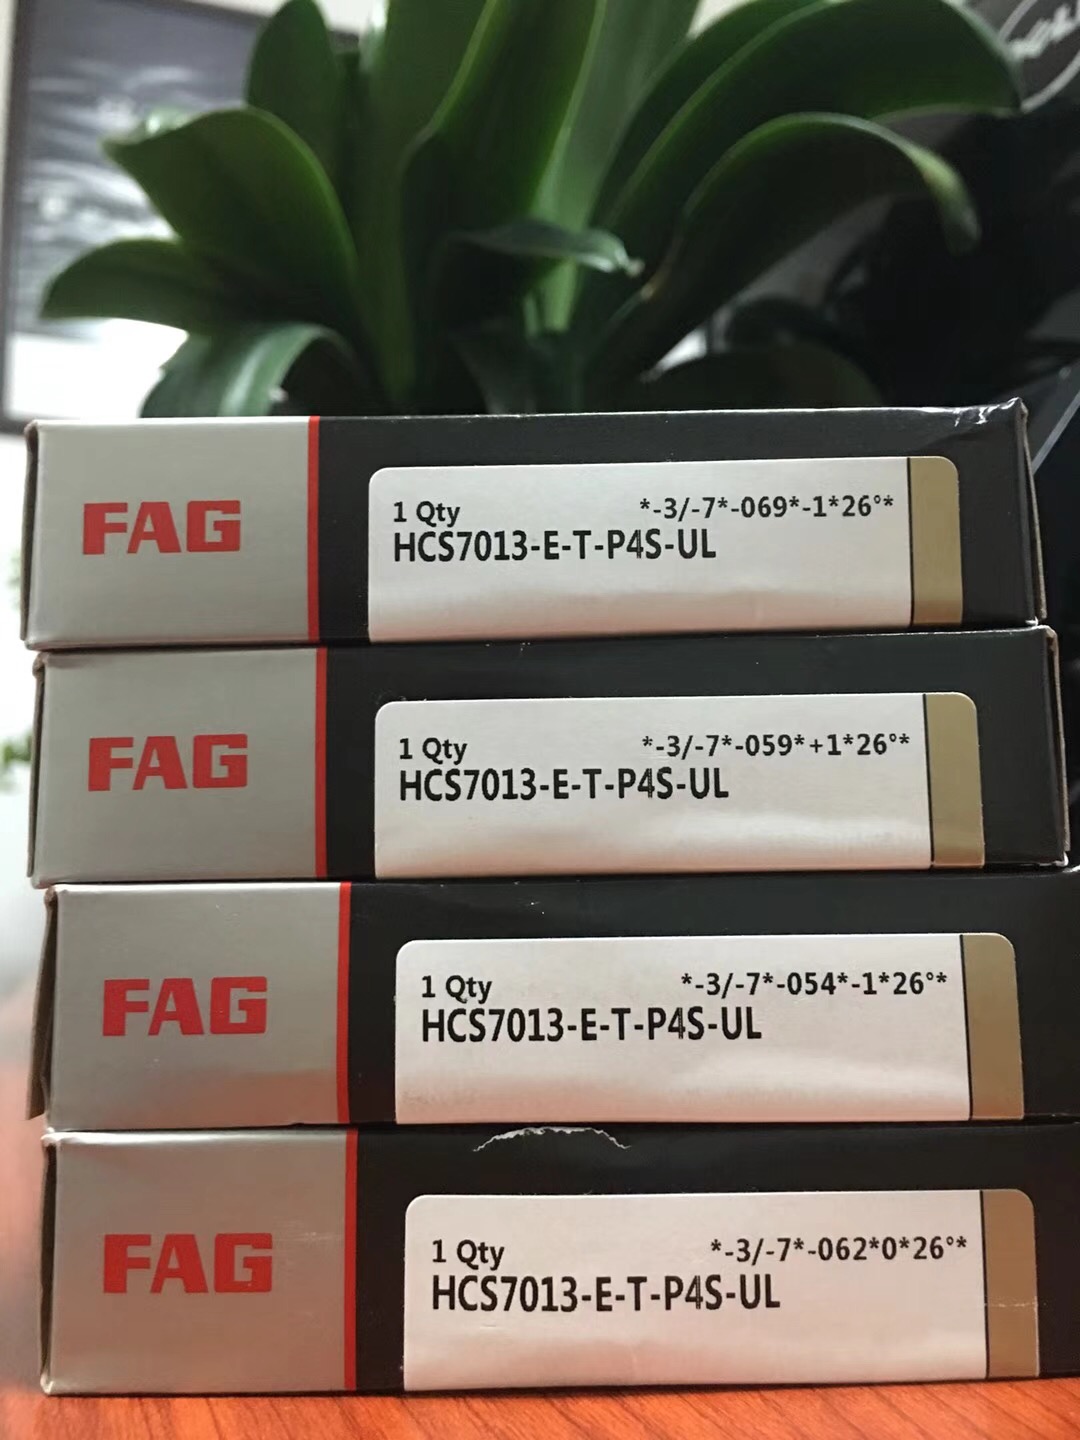 FAG
1 Qty *-3/-7*-069*-1*26°*
HCS7013-E-T-P4S-UL
FAG
1 Qty *-3/-7*-059*+1*26°*
HCS7013-E-T-P4S-UL
FAG
1 Qty *-3/-7*-054*-1*26°*
HCS7013-E-T-P4S-UL
FAG
1 Qty *-3/-7*-062*0*26°*
HCS7013-E-T-P4S-UL